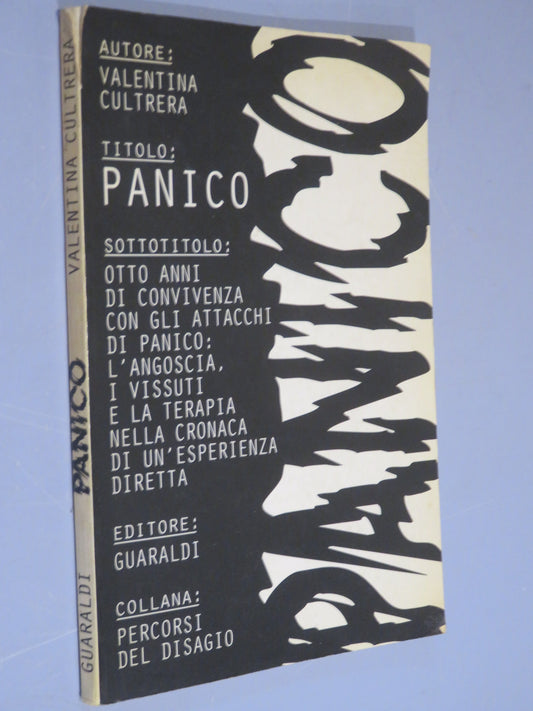 AUTORE:
VALENTINA
CULTRERA
TITOLO:
PANICO
SOTTOTITOLO:
OTTO ANNI
DI CONVIVENZA
CON GLI ATTACCHI
DI PANICO:
L'ANGOSCIA,
I VISSUTI
E LA TERAPIA
NELLA CRONACA
DI UN'ESPERIENZA
DIRETTA
EDITORE:
GUARALDI
COLLANA:
PERCORSI
DEL DISAGIO
PANICO
VALENTINA CULTRERA
PANICO
GUARALDI